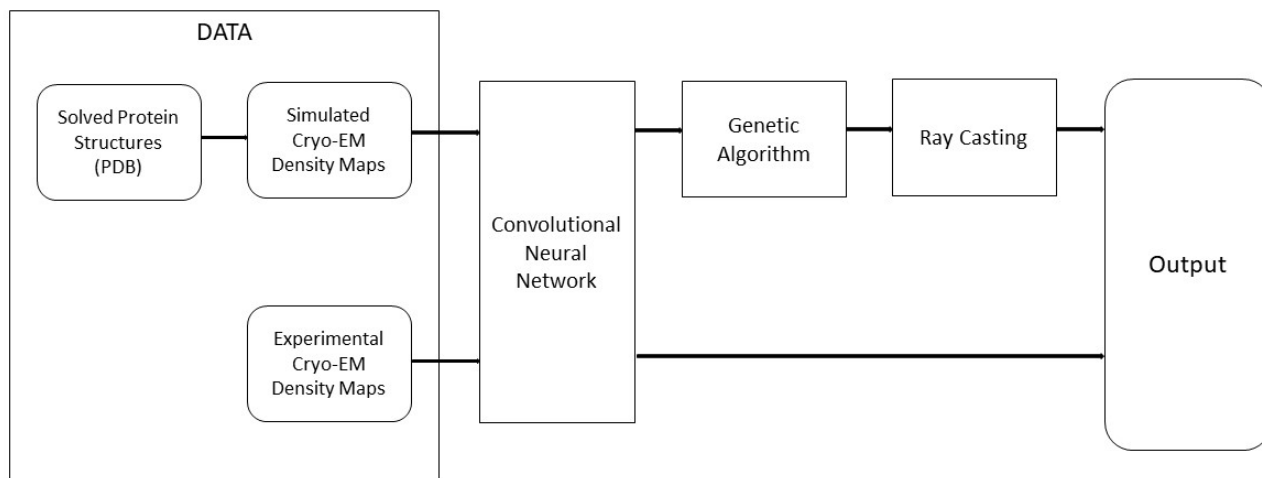 DATA
Solved Protein
Structures
(PDB)
Simulated
Cryo-EM
Density Maps
Experimental
Cryo-EM
Density Maps
Convolutional
Neural
Network
Genetic
Algorithm
Ray Casting
Output